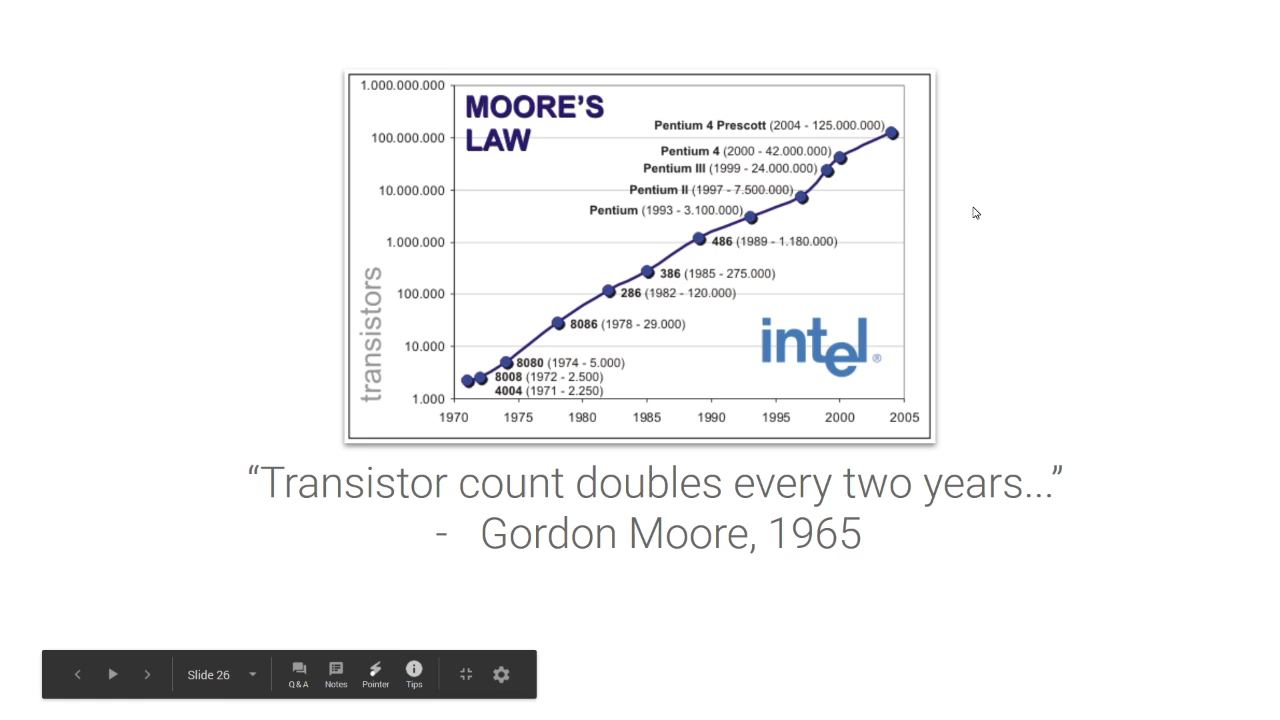 1.000.000.000
MOORE'S
LAW
Pentium 4 Prescott (2004 - 125.000.000)
100.000.000
Pentium 4 (2000 - 42.000.000)
Pentium III (1999 - 24.000.000)
10.000.000
Pentium II (1997 - 7.500.000)
Pentium (1993 - 3.100.000)
1.000.000
486 (1989 - 1.180.000)
386 (1985 - 275.000)
100.000
286 (1982 - 120.000)
8086 (1978 - 29.000)
intel®
transistors
10.000
8080 (1974 - 5.000)
8008 (1972 - 2.500)
4004 (1971 - 2.250)
1.000
1970 1975 1980 1985 1990 1995 2000 2005
“Transistor count doubles every two years...”
- Gordon Moore, 1965
Slide 26
Q&A Notes Pointer Tips